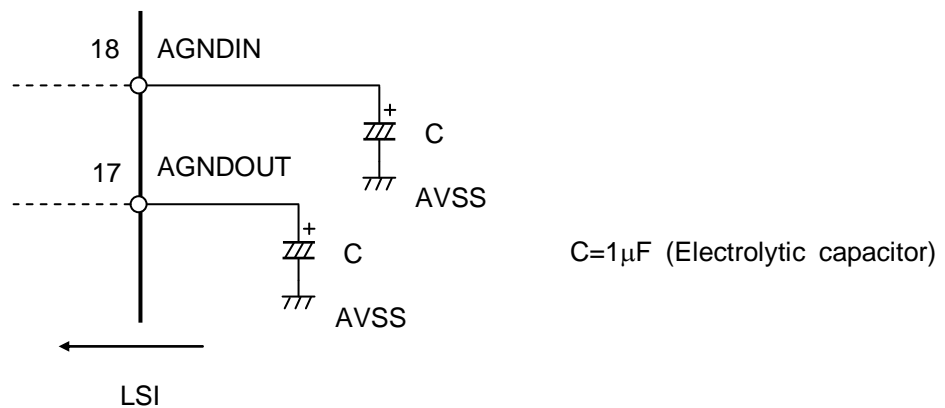 18 AGNDIN
+
C
AVSS
17 AGNDOUT
+
C
AVSS
C=1μF (Electrolytic capacitor)
LSI